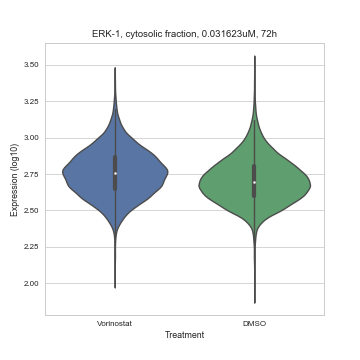 ERK-1, cytosolic fraction, 0.031623uM, 72h
3.50
3.25
3.00
2.75
2.50
2.25
2.00
Expression (log10)
Vorinostat DMSO
Treatment